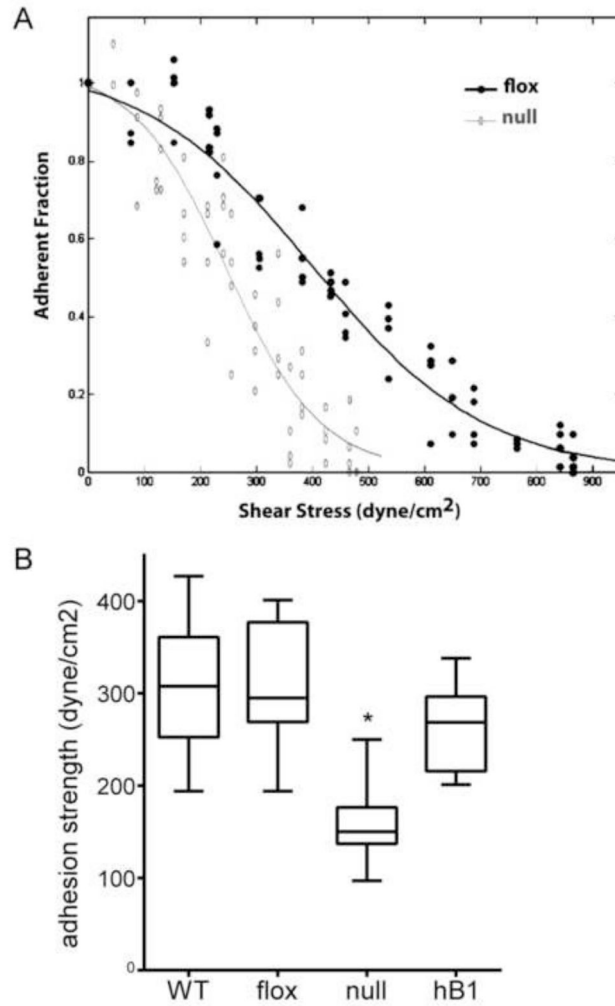 A
flox
null
1
0.8
0.6
0.4
0.2
0
Adherent Fraction
0 100 200 300 400 500 600 700 800 900
Shear Stress (dyne/cm2)
B
adhesion strength (dyne/cm2)
400
300
200
100
0
*
WT flox null hB1